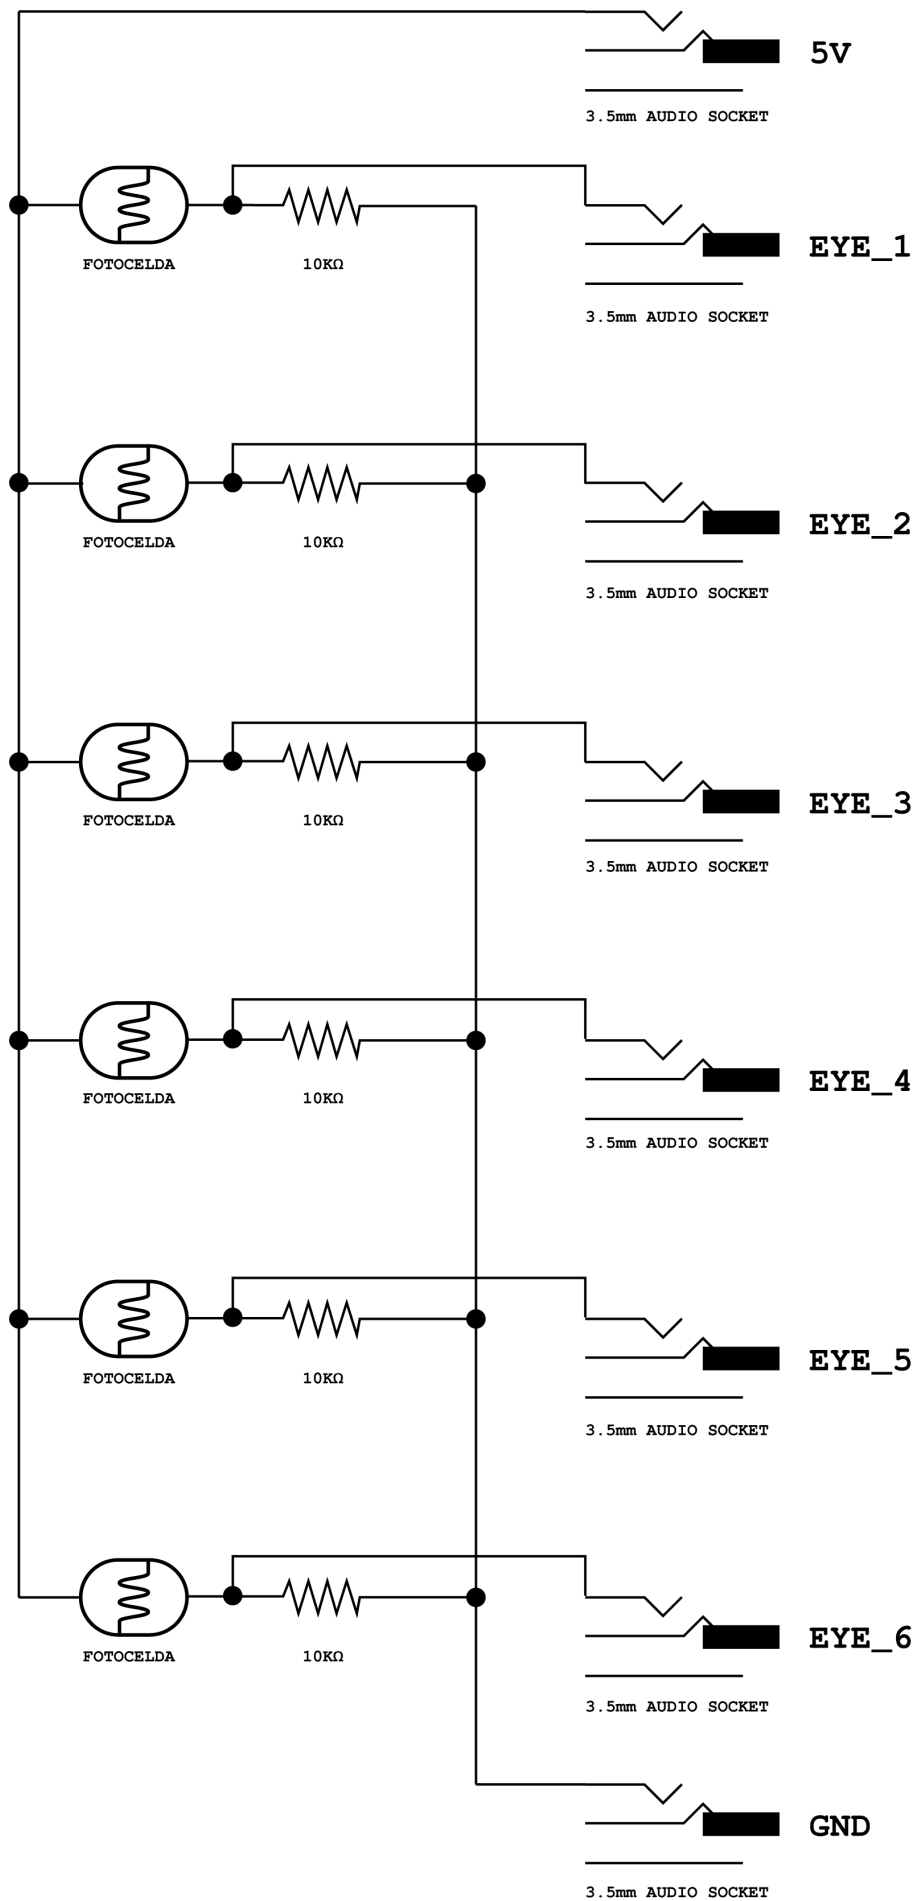 5V
3.5mm AUDIO SOCKET
EYE_1
FOTOCELDA
10KΩ
3.5mm AUDIO SOCKET
EYE_2
FOTOCELDA
10KΩ
3.5mm AUDIO SOCKET
EYE_3
FOTOCELDA
10KΩ
3.5mm AUDIO SOCKET
EYE_4
FOTOCELDA
10KΩ
3.5mm AUDIO SOCKET
EYE_5
FOTOCELDA
10KΩ
3.5mm AUDIO SOCKET
EYE_6
FOTOCELDA
10KΩ
3.5mm AUDIO SOCKET
GND
3.5mm AUDIO SOCKET